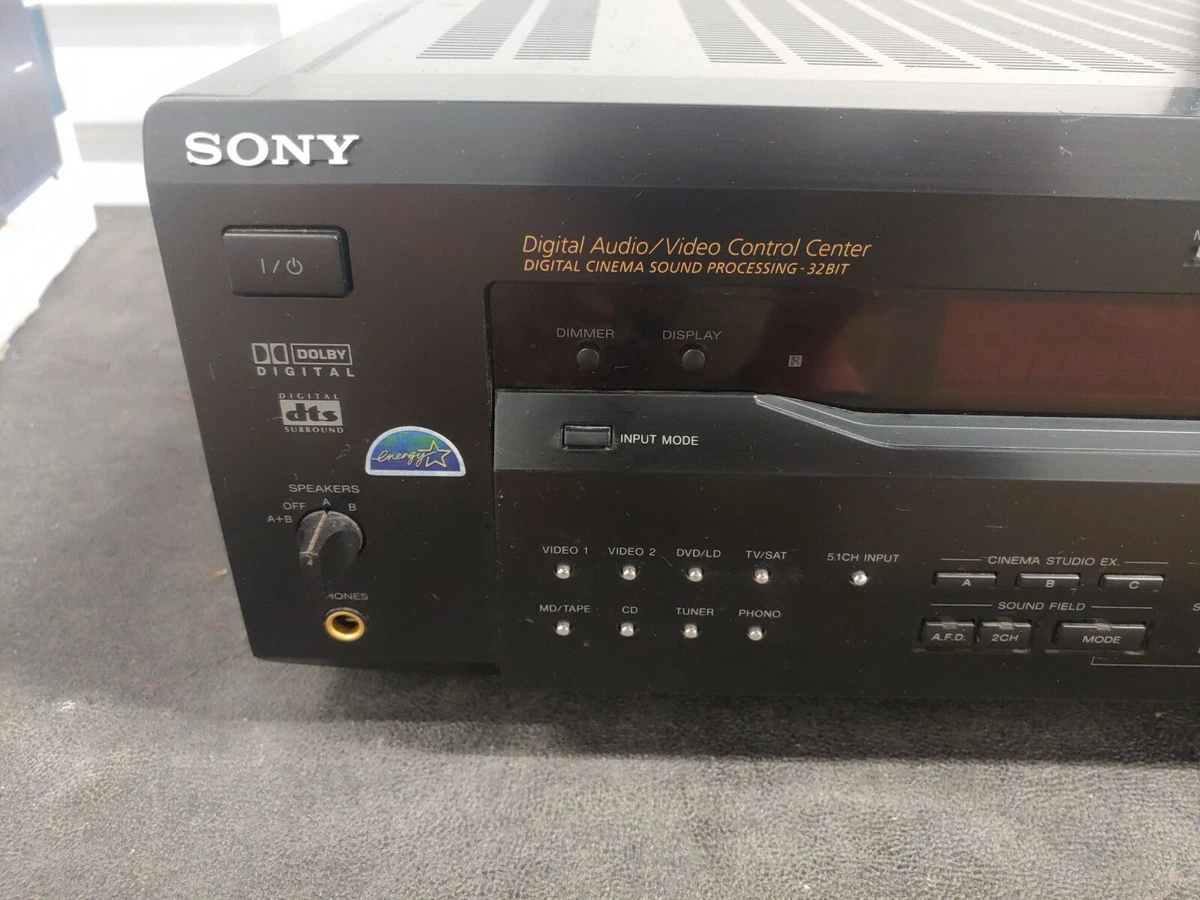 SONY
I/⏻
Digital Audio/Video Control Center
DIGITAL CINEMA SOUND PROCESSING-32BIT
DIMMER DISPLAY
DOLBY
DIGITAL
DIGITAL
dts
SURROUND
energy
INPUT MODE
SPEAKERS
OFF A B
A+B
VIDEO 1 VIDEO 2 DVD/LD TV/SAT 5.1CH INPUT
CINEMA STUDIO EX.
A B C
HONES
MD/TAPE CD TUNER PHONO
SOUND FIELD
A.F.D. 2CH MODE